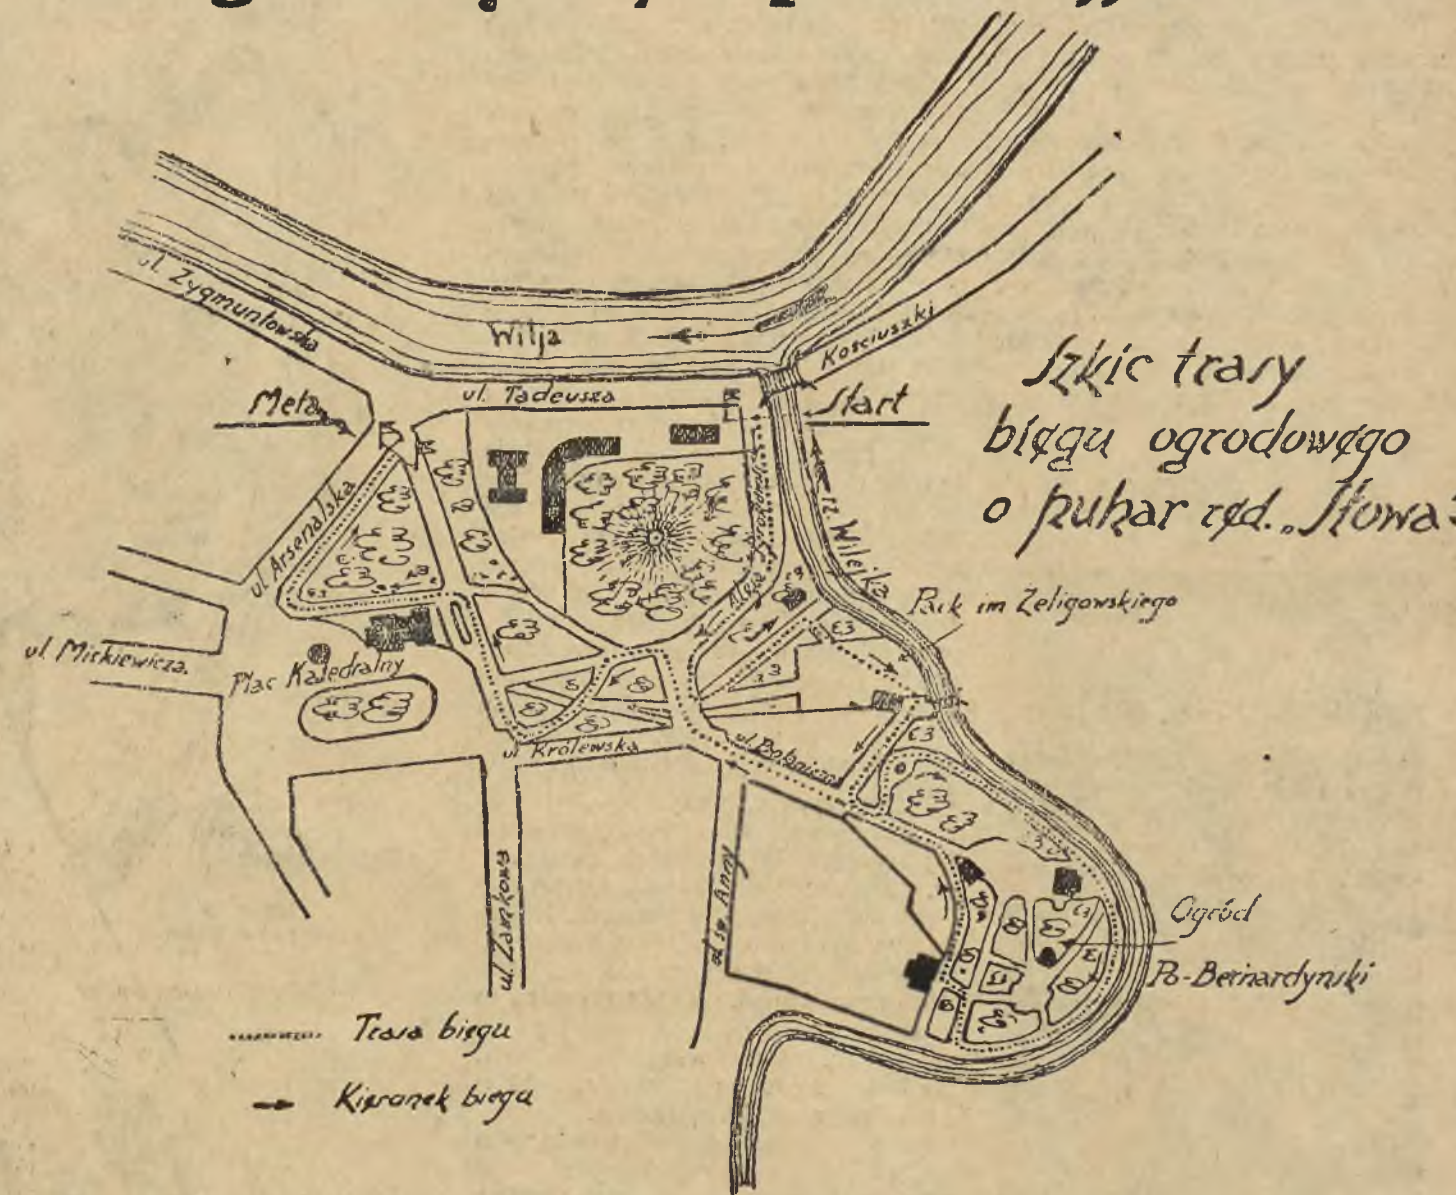 ul. Zygmuntowska
Wilja
Kościuszki
ul. Tadeusza
Meta
Start
Szkic trasy
biegu ogrodowego
o puhar red. „Słowa”
ul. Arsenalska
Aleja
rz. Wilejka
Park im Żeligowskiego
ul. Mickiewicza.
Plac Katedralny
ul. Królewska
ul. Botaniczna
ul. Zamkowa
ul. św. Anny
Ogród
Po-Bernardyński
Trasa biegu
Kierunek biegu